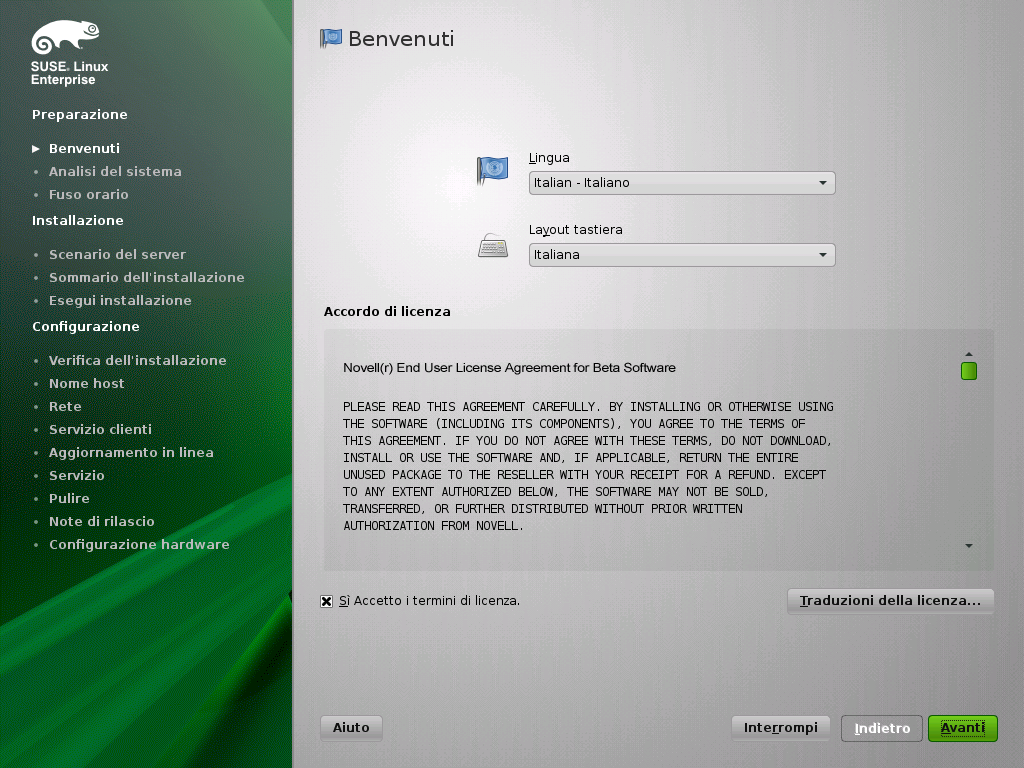 SUSE. Linux
Enterprise
Preparazione
Benvenuti
Analisi del sistema
Fuso orario
Installazione
Scenario del server
Sommario dell'installazione
Esegui installazione
Configurazione
Verifica dell'installazione
Nome host
Rete
Servizio clienti
Aggiornamento in linea
Servizio
Pulire
Note di rilascio
Configurazione hardware
Benvenuti
Lingua
Italian - Italiano
Layout tastiera
Italiana
Accordo di licenza
Novell(r) End User License Agreement for Beta Software
PLEASE READ THIS AGREEMENT CAREFULLY. BY INSTALLING OR OTHERWISE USING
THE SOFTWARE (INCLUDING ITS COMPONENTS), YOU AGREE TO THE TERMS OF
THIS AGREEMENT. IF YOU DO NOT AGREE WITH THESE TERMS, DO NOT DOWNLOAD,
INSTALL OR USE THE SOFTWARE AND, IF APPLICABLE, RETURN THE ENTIRE
UNUSED PACKAGE TO THE RESELLER WITH YOUR RECEIPT FOR A REFUND. EXCEPT
TO ANY EXTENT AUTHORIZED BELOW, THE SOFTWARE MAY NOT BE SOLD,
TRANSFERRED, OR FURTHER DISTRIBUTED WITHOUT PRIOR WRITTEN
AUTHORIZATION FROM NOVELL.
Sì Accetto i termini di licenza.
Traduzioni della licenza...
Aiuto
Interrompi
Indietro
Avanti